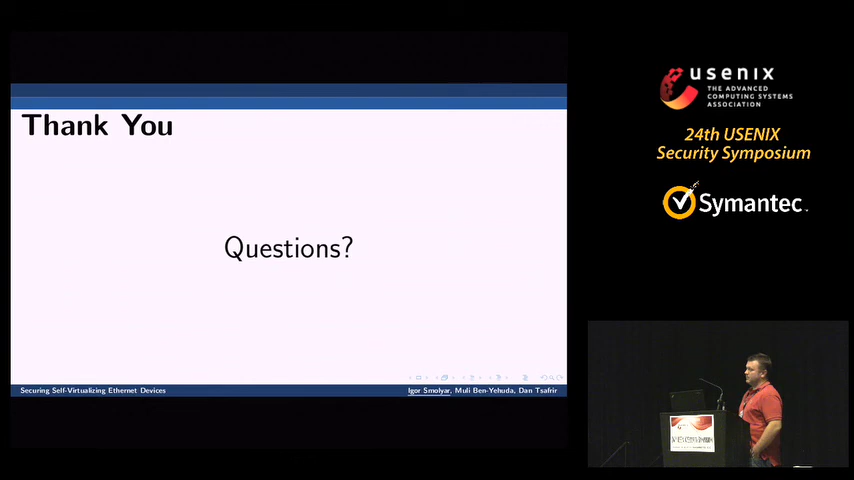 Thank You
Questions?
Securing Self-Virtualizing Ethernet Devices
Igor Smolyar, Muli Ben-Yehuda, Dan Tsafrir
usenix
THE ADVANCED
COMPUTING SYSTEMS
ASSOCIATION
24th USENIX
Security Symposium
Symantec.